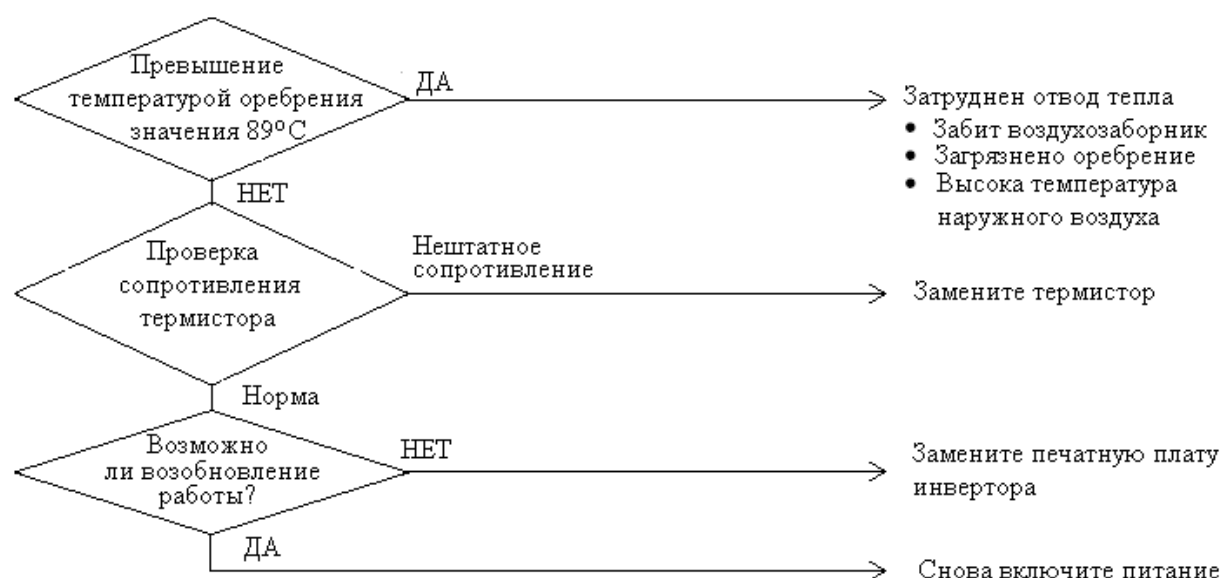 Превышение
температурой оребрения
значения 89°C
ДА
Затруднен отвод тепла
• Забит воздухозаборник
• Загрязнено оребрение
• Высока температура
наружного воздуха
НЕТ
Проверка
сопротивления
термистора
Нештатное
сопротивление
Замените термистор
Норма
Возможно
ли возобновление
работы?
НЕТ
Замените печатную плату
инвертора
ДА
Снова включите питание